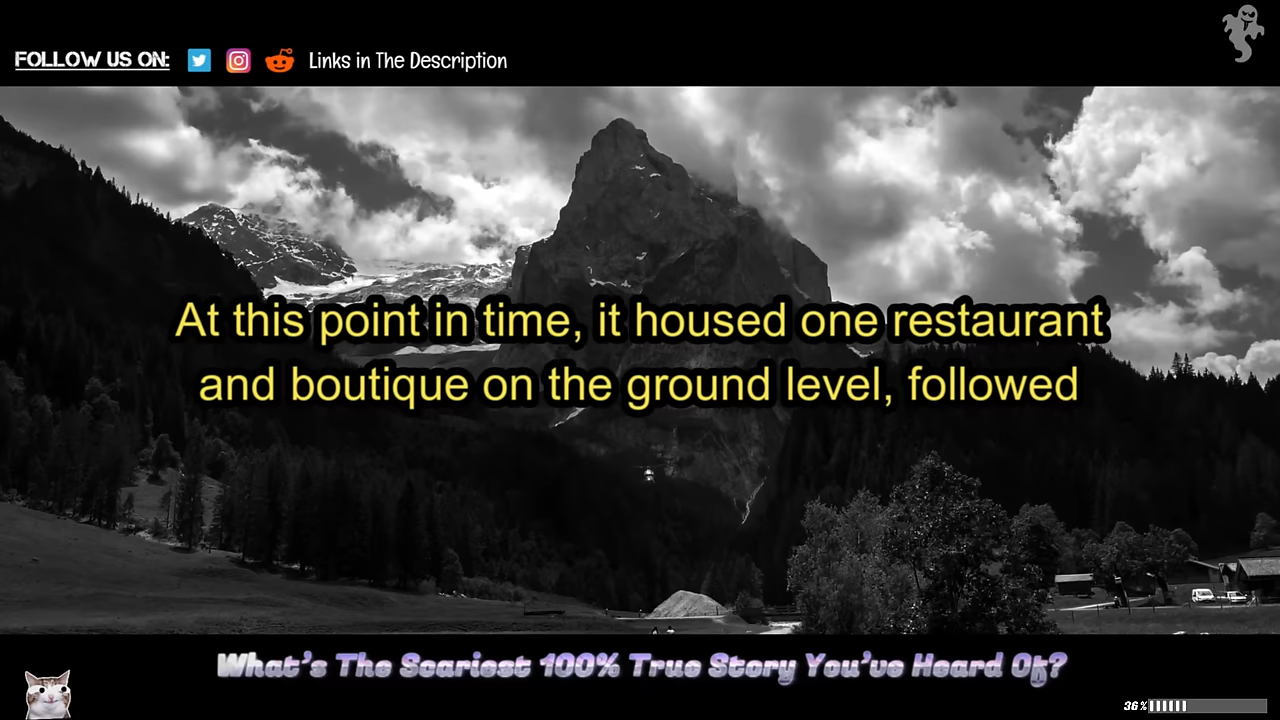 FOLLOW US ON: Links in The Description
At this point in time, it housed one restaurant
and boutique on the ground level, followed
What's The Scariest 100% True Story You've Heard Of?
36%